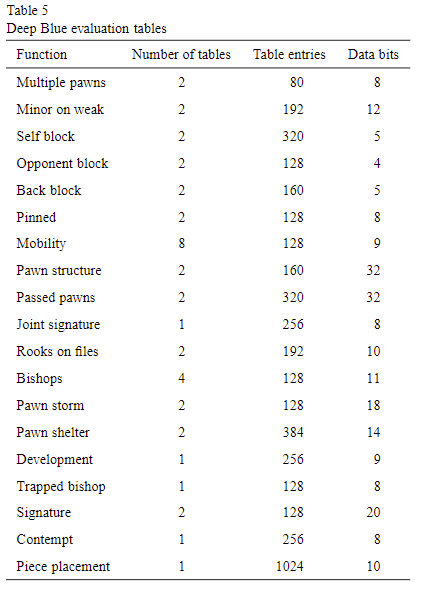 Table 5
Deep Blue evaluation tables
Function Number of tables Table entries Data bits
Multiple pawns 2 80 8
Minor on weak 2 192 12
Self block 2 320 5
Opponent block 2 128 4
Back block 2 160 5
Pinned 2 128 8
Mobility 8 128 9
Pawn structure 2 160 32
Passed pawns 2 320 32
Joint signature 1 256 8
Rooks on files 2 192 10
Bishops 4 128 11
Pawn storm 2 128 18
Pawn shelter 2 384 14
Development 1 256 9
Trapped bishop 1 128 8
Signature 2 128 20
Contempt 1 256 8
Piece placement 1 1024 10